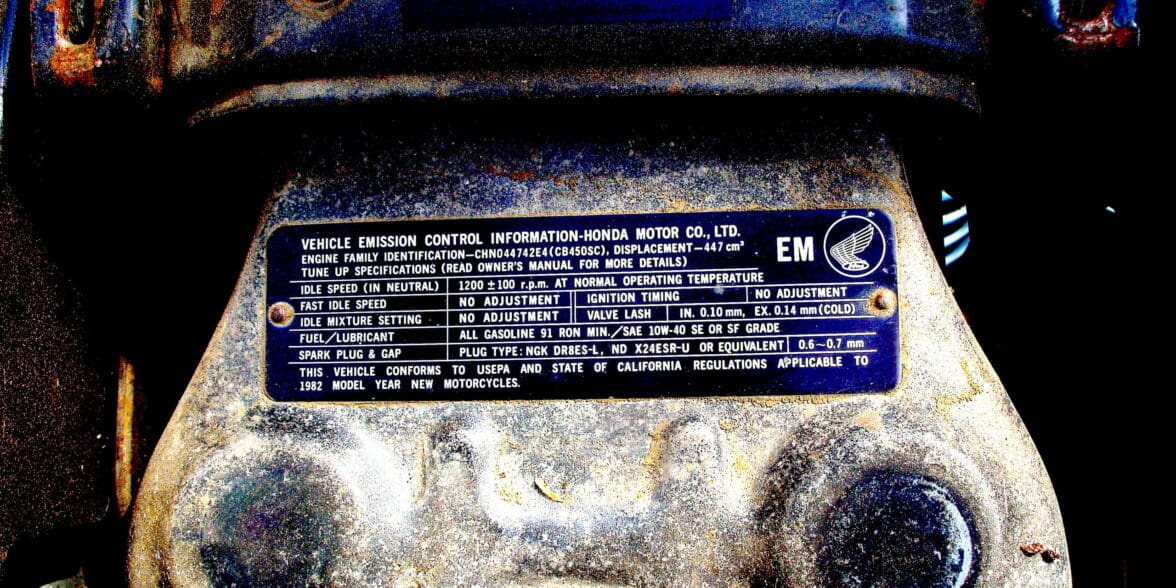 VEHICLE EMISSION CONTROL INFORMATION-HONDA MOTOR CO., LTD.
ENGINE FAMILY IDENTIFICATION—CHN044742E4(CB450SC), DISPLACEMENT—447 cm³
TUNE UP SPECIFICATIONS (READ OWNER'S MANUAL FOR MORE DETAILS)
EM
IDLE SPEED (IN NEUTRAL) 1200 ±100 r.p.m. AT NORMAL OPERATING TEMPERATURE
FAST IDLE SPEED NO ADJUSTMENT IGNITION TIMING NO ADJUSTMENT
IDLE MIXTURE SETTING NO ADJUSTMENT VALVE LASH IN. 0.10 mm, EX. 0.14 mm (COLD)
FUEL/LUBRICANT ALL GASOLINE 91 RON MIN./SAE 10W-40 SE OR SF GRADE
SPARK PLUG & GAP PLUG TYPE: NGK DR8ES-L, ND X24ESR-U OR EQUIVALENT 0.6~0.7 mm
THIS VEHICLE CONFORMS TO USEPA AND STATE OF CALIFORNIA REGULATIONS APPLICABLE TO
1982 MODEL YEAR NEW MOTORCYCLES.